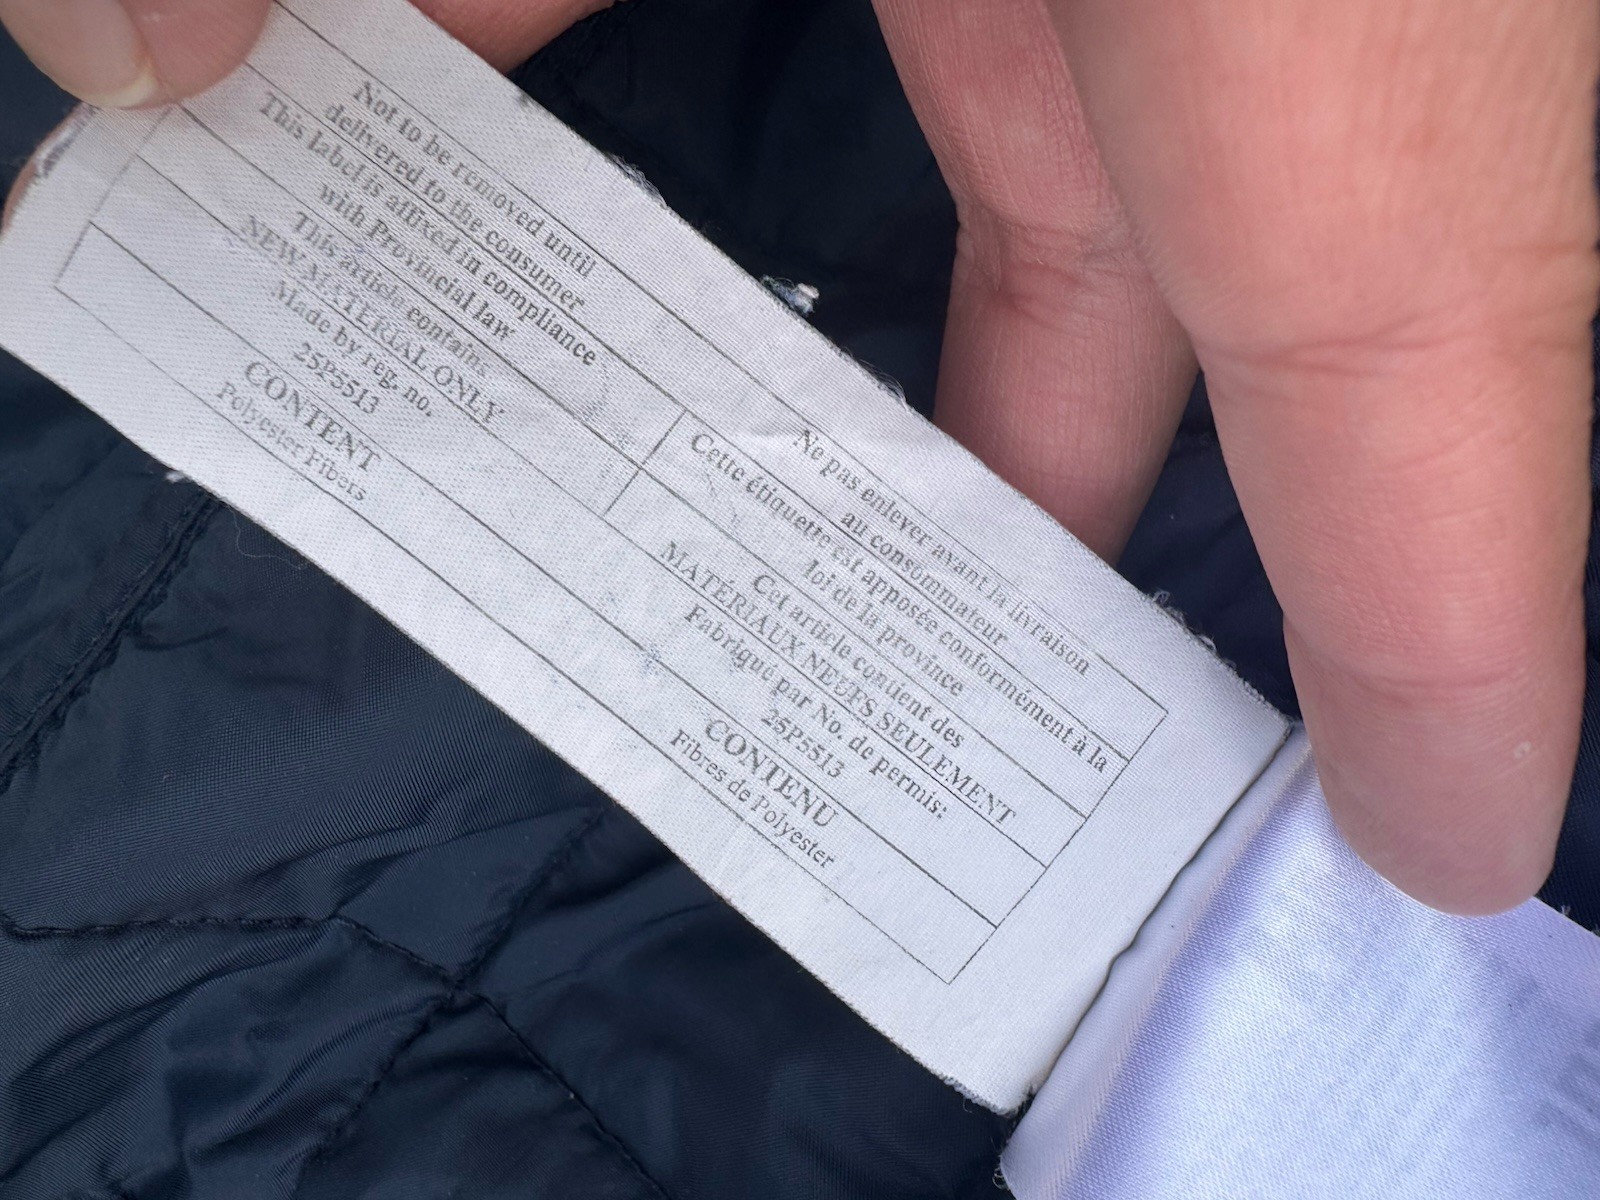 Not to be removed until
delivered to the consumer
This label is affixed in compliance
with Provincial law
This article contains
NEW MATERIAL ONLY
Made by reg. no.
25P5513
CONTENT
Polyester Fibers
Ne pas enlever avant la livraison
au consommateur
Cette étiquette est apposée conformément à la
loi de la province
Cet article contient des
MATÉRIAUX NEUFS SEULEMENT
Fabriqué par No. de permis:
25P5513
CONTENU
Fibres de Polyester